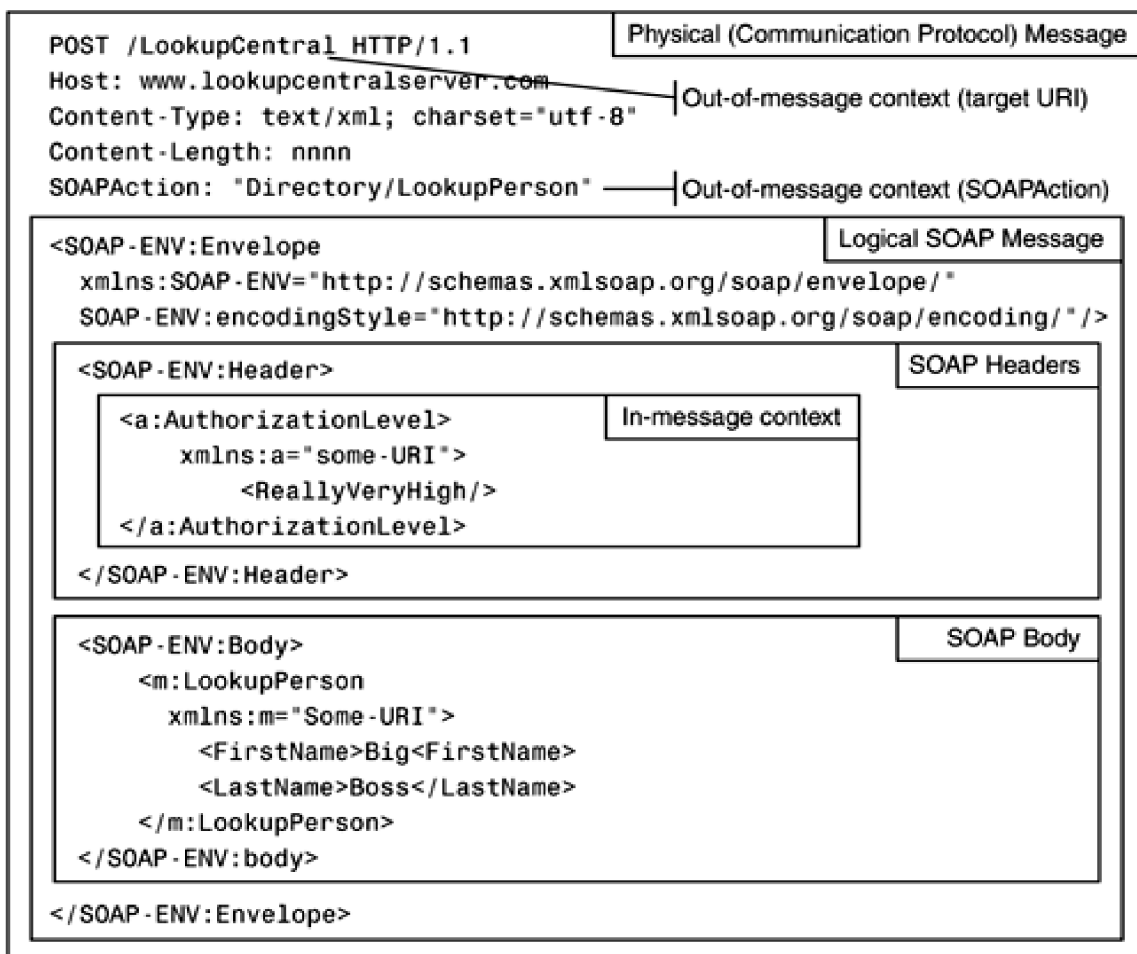 Physical (Communication Protocol) Message
POST /LookupCentral HTTP/1.1
Host: www.lookupcentralserver.com
Out-of-message context (target URI)
Content-Type: text/xml; charset="utf-8"
Content-Length: nnnn
SOAPAction: "Directory/LookupPerson"
Out-of-message context (SOAPAction)
Logical SOAP Message
<SOAP-ENV:Envelope
xmlns:SOAP-ENV="http://schemas.xmlsoap.org/soap/envelope/"
SOAP-ENV:encodingStyle="http://schemas.xmlsoap.org/soap/encoding/"/>
SOAP Headers
<SOAP-ENV:Header>
In-message context
<a:AuthorizationLevel>
xmlns:a="some-URI">
<ReallyVeryHigh/>
</a:AuthorizationLevel>
</SOAP-ENV:Header>
SOAP Body
<SOAP-ENV:Body>
<m:LookupPerson
xmlns:m="Some-URI">
<FirstName>Big<FirstName>
<LastName>Boss</LastName>
</m:LookupPerson>
</SOAP-ENV:body>
</SOAP-ENV:Envelope>